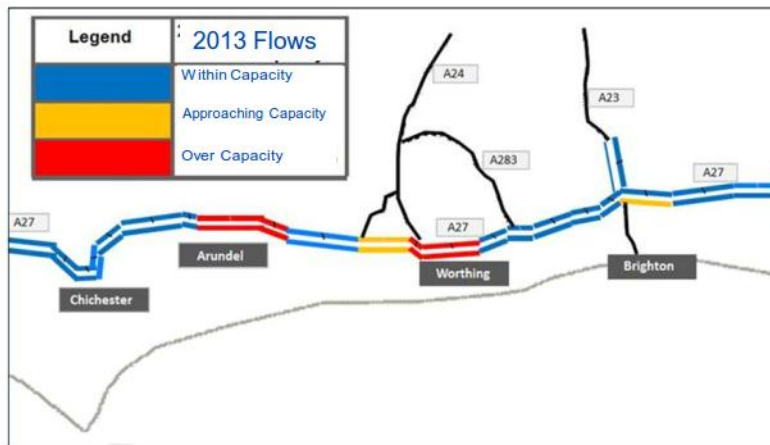 Legend
2013 Flows
Within Capacity
Approaching Capacity
Over Capacity
A24
A23
A283
A27
A27
A27
Arundel
Worthing
Brighton
Chichester